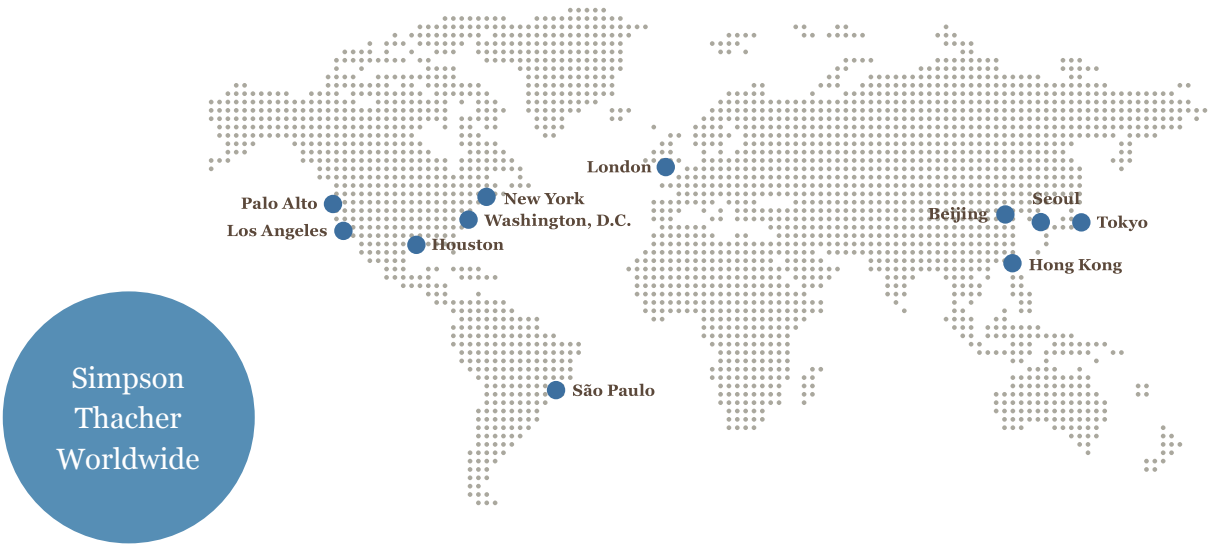 London
Palo Alto
New York
Seoul
Beijing
Washington, D.C.
Tokyo
Los Angeles
Houston
Hong Kong
São Paulo
Simpson
Thacher
Worldwide